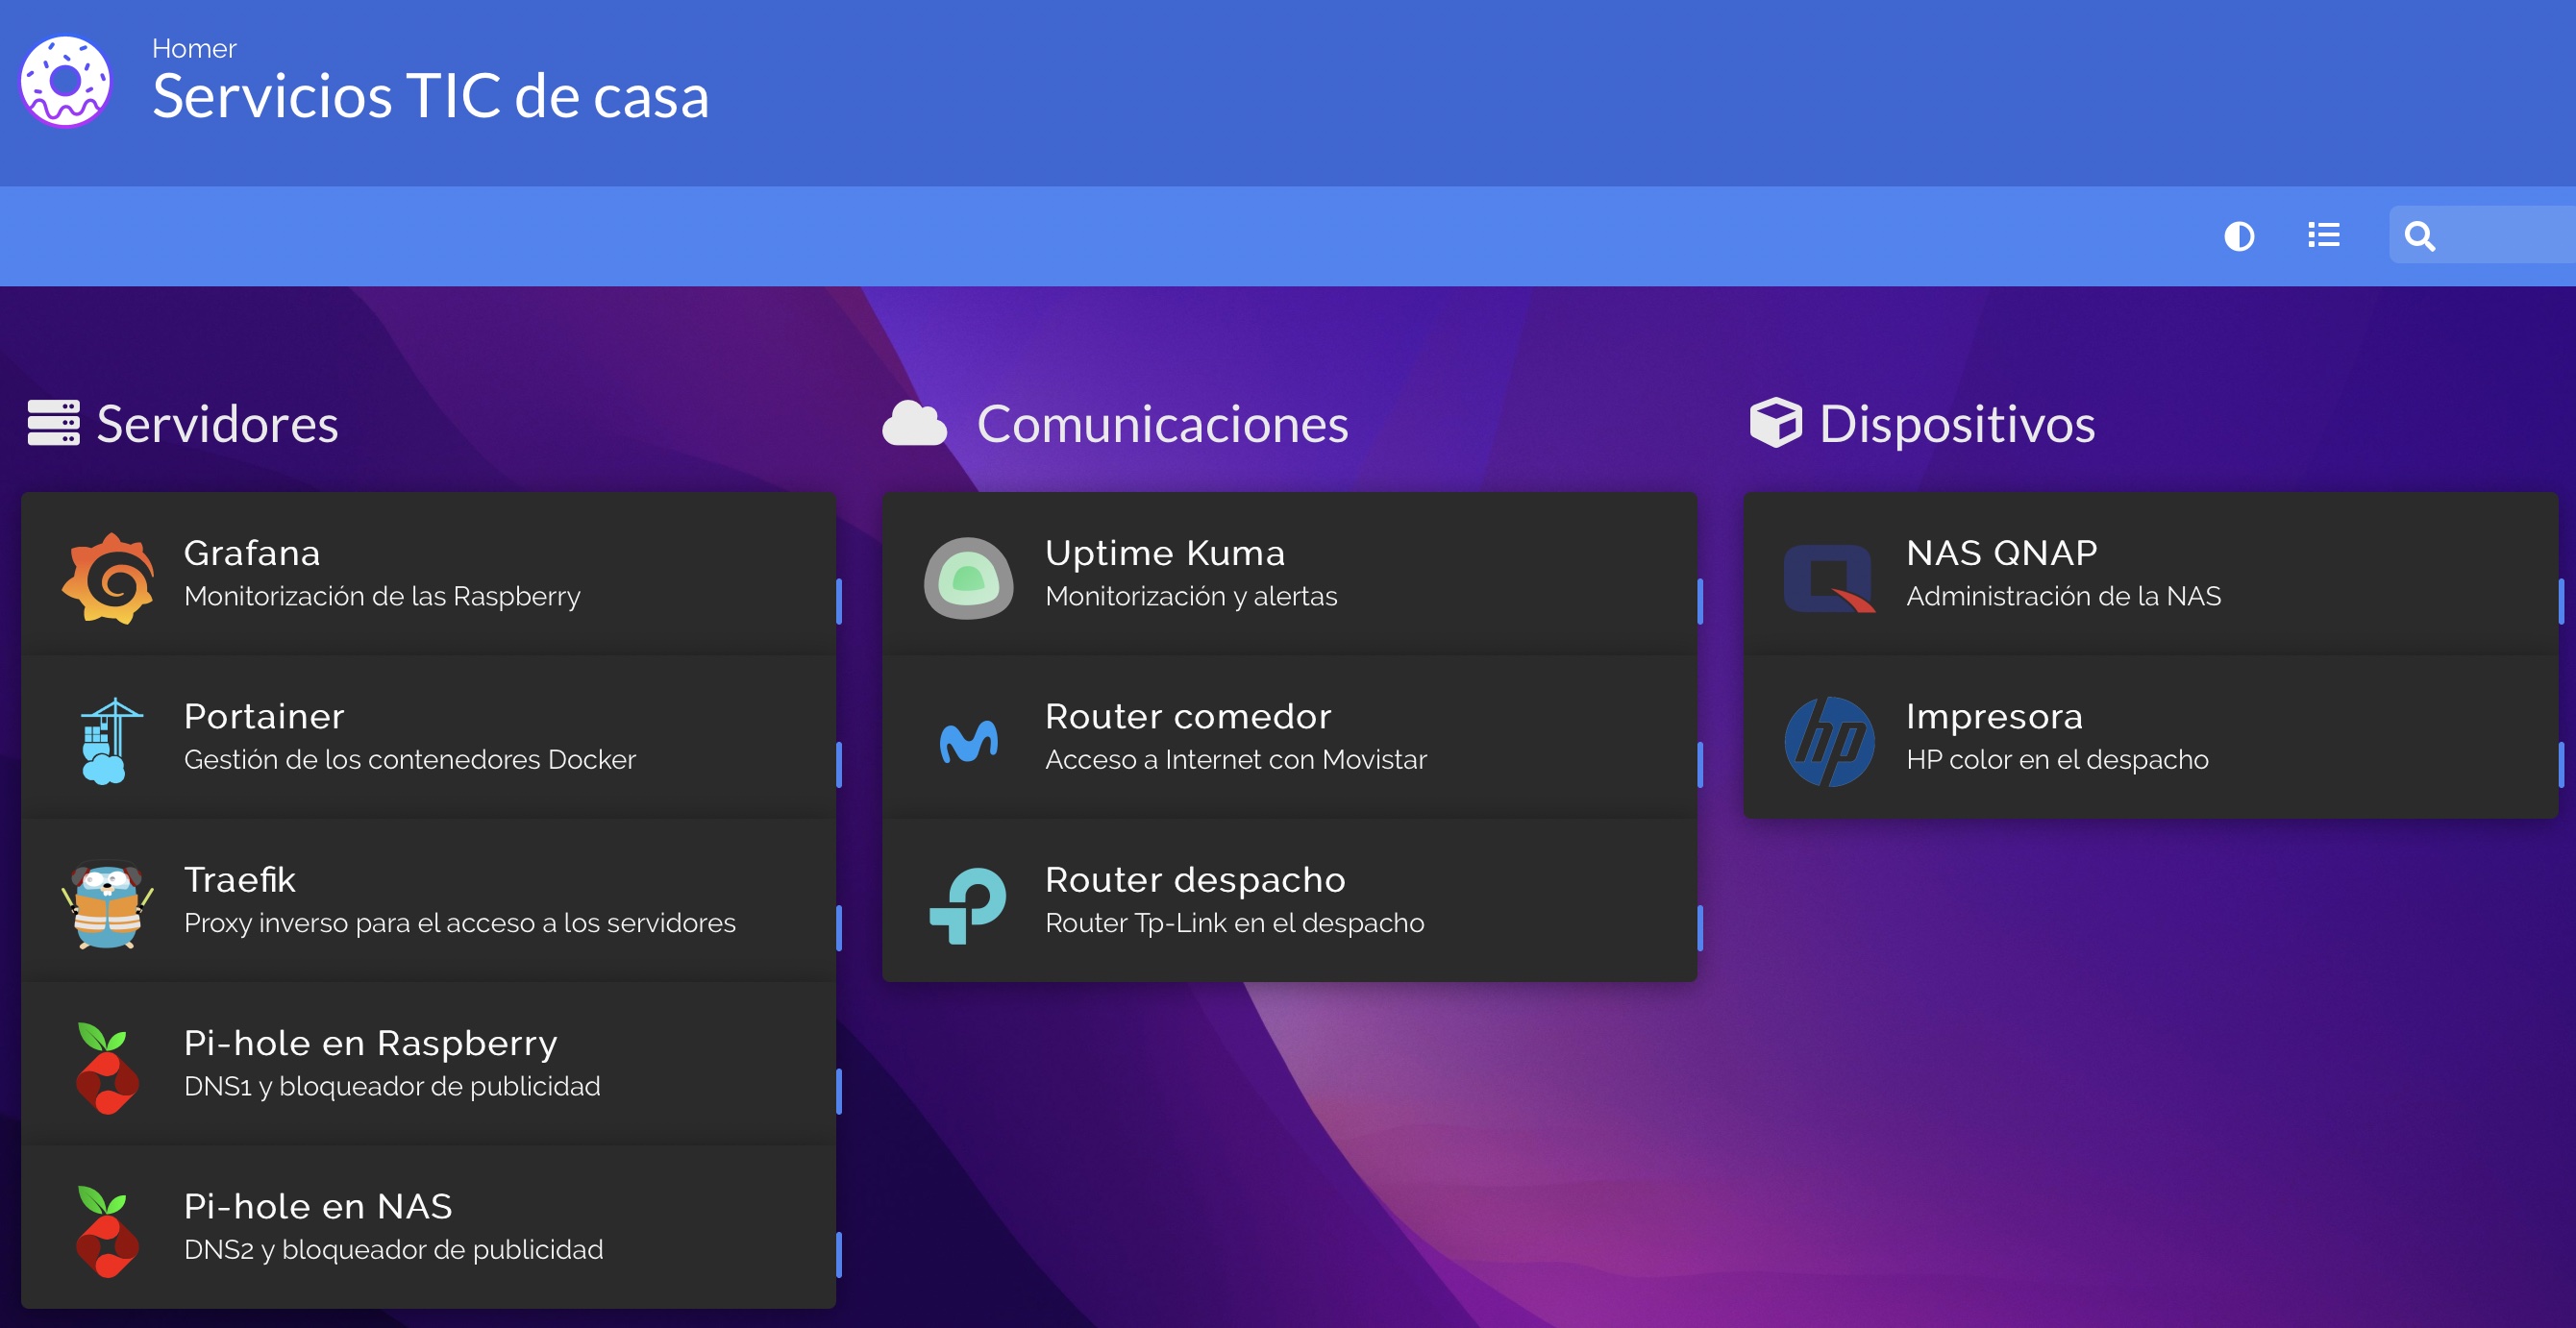 Homer
Servicios TIC de casa
Servidores
Grafana
Monitorización de las Raspberry
Portainer
Gestión de los contenedores Docker
Traefik
Proxy inverso para el acceso a los servidores
Pi-hole en Raspberry
DNS1 y bloqueador de publicidad
Pi-hole en NAS
DNS2 y bloqueador de publicidad
Comunicaciones
Uptime Kuma
Monitorización y alertas
Router comedor
Acceso a Internet con Movistar
Router despacho
Router Tp-Link en el despacho
Dispositivos
NAS QNAP
Administración de la NAS
hp
Impresora
HP color en el despacho